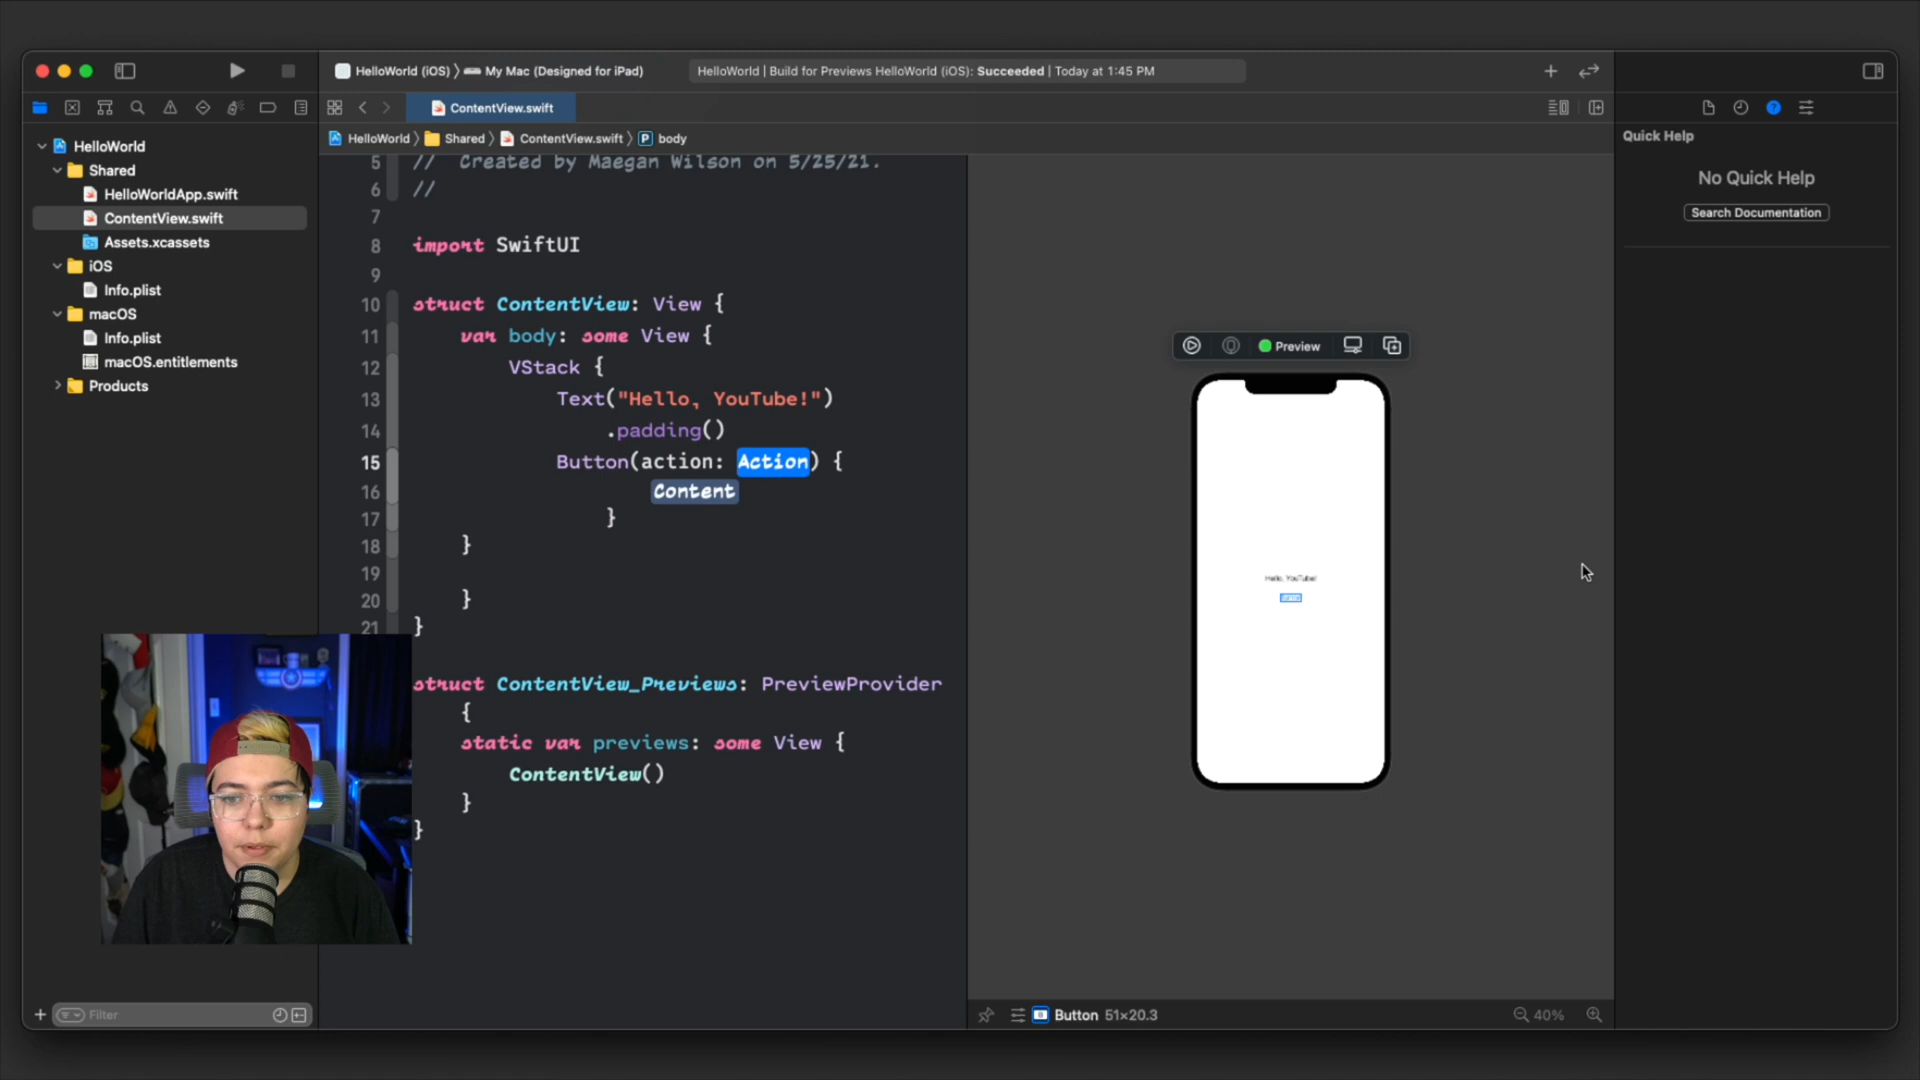 HelloWorld (iOS) 〉 My Mac (Designed for iPad)
HelloWorld | Build for Previews HelloWorld (iOS): Succeeded | Today at 1:45 PM
ContentView.swift
HelloWorld 〉 Shared 〉 ContentView.swift 〉 P body
HelloWorld
Shared
HelloWorldApp.swift
ContentView.swift
Assets.xcassets
iOS
Info.plist
macOS
Info.plist
macOS.entitlements
Products
5 //  Created by Maegan Wilson on 5/25/21.
6 //
7
8 import SwiftUI
9
10 struct ContentView: View {
11 var body: some View {
12 VStack {
13 Text("Hello, YouTube!")
14 .padding()
15 Button(action: Action) {
16 Content
17 }
18 }
19
20 }
21 }
struct ContentView_Previews: PreviewProvider
{
static var previews: some View {
ContentView()
}
}
Preview
Hello, YouTube!
Quick Help
No Quick Help
Search Documentation
Filter
Button 51×20.3
40%